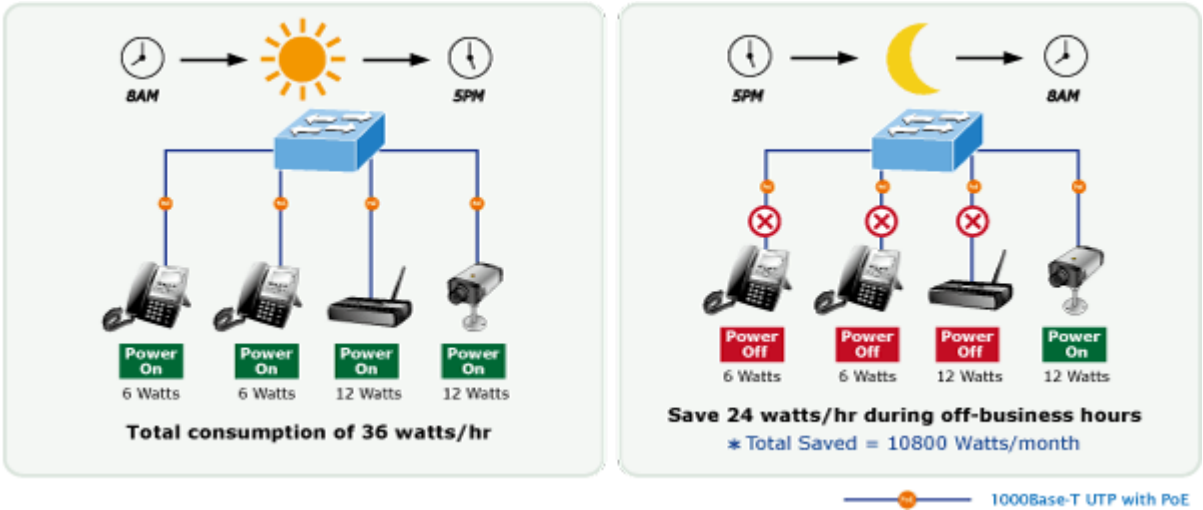 8AM
5PM
Power On
Power On
Power On
Power On
6 Watts
6 Watts
12 Watts
12 Watts
Total consumption of 36 watts/hr
5PM
8AM
Power Off
Power Off
Power Off
Power On
6 Watts
6 Watts
12 Watts
12 Watts
Save 24 watts/hr during off-business hours
* Total Saved = 10800 Watts/month
1000Base-T UTP with PoE